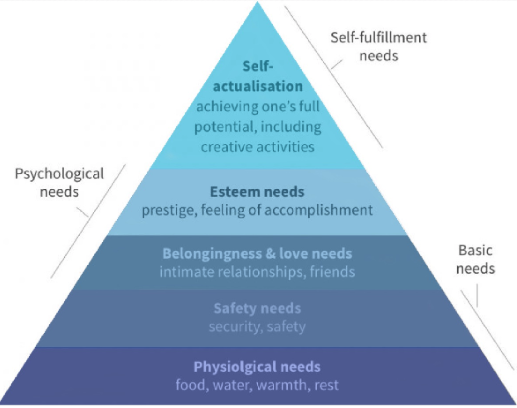 Self-fulfillment
needs
Self-
actualisation
achieving one's full
potential, including
creative activities
Psychological
needs
Esteem needs
prestige, feeling of accomplishment
Belongingness & love needs
intimate relationships, friends
Basic
needs
Safety needs
security, safety
Physiolgical needs
food, water, warmth, rest